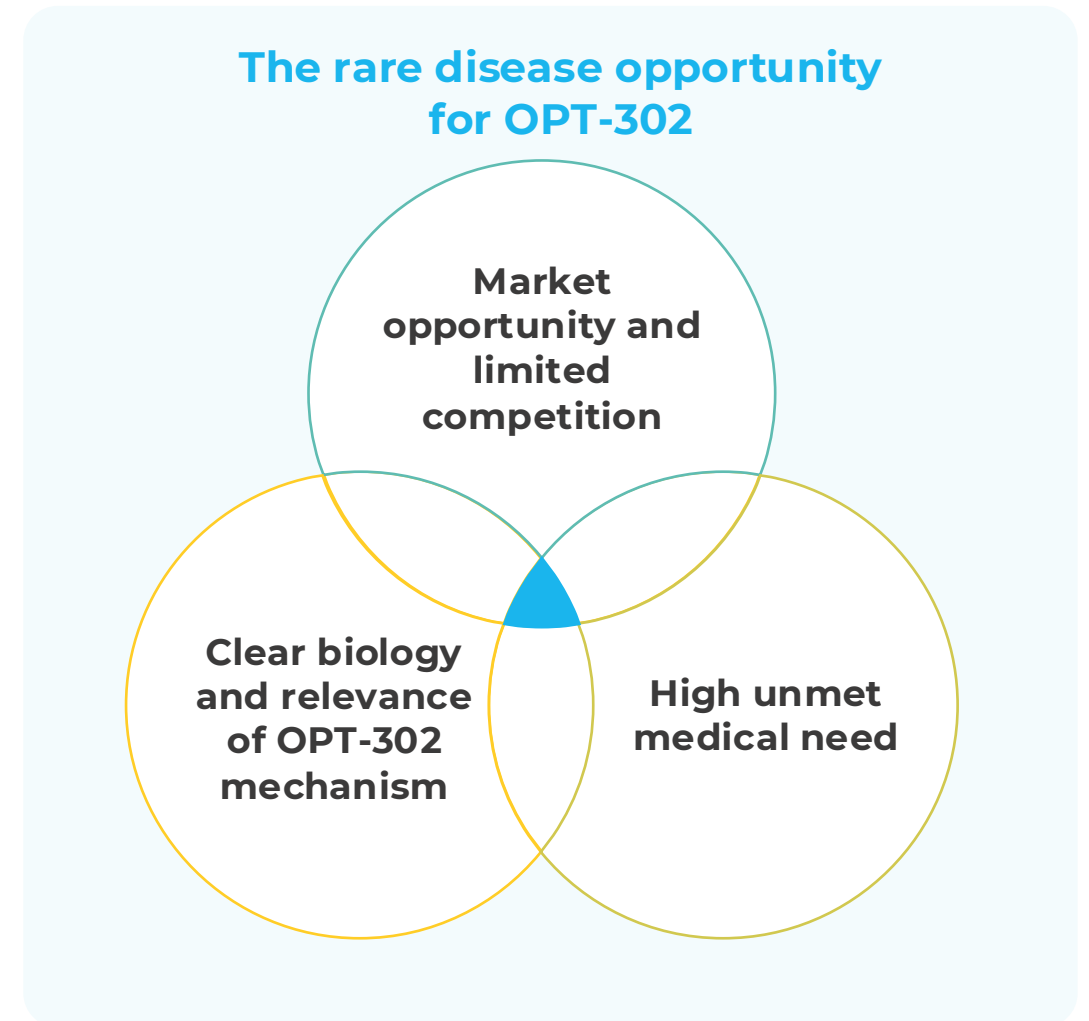 The rare disease opportunity
for OPT-302
Market
opportunity and
limited
competition
Clear biology
and relevance
of OPT-302
mechanism
High unmet
medical need